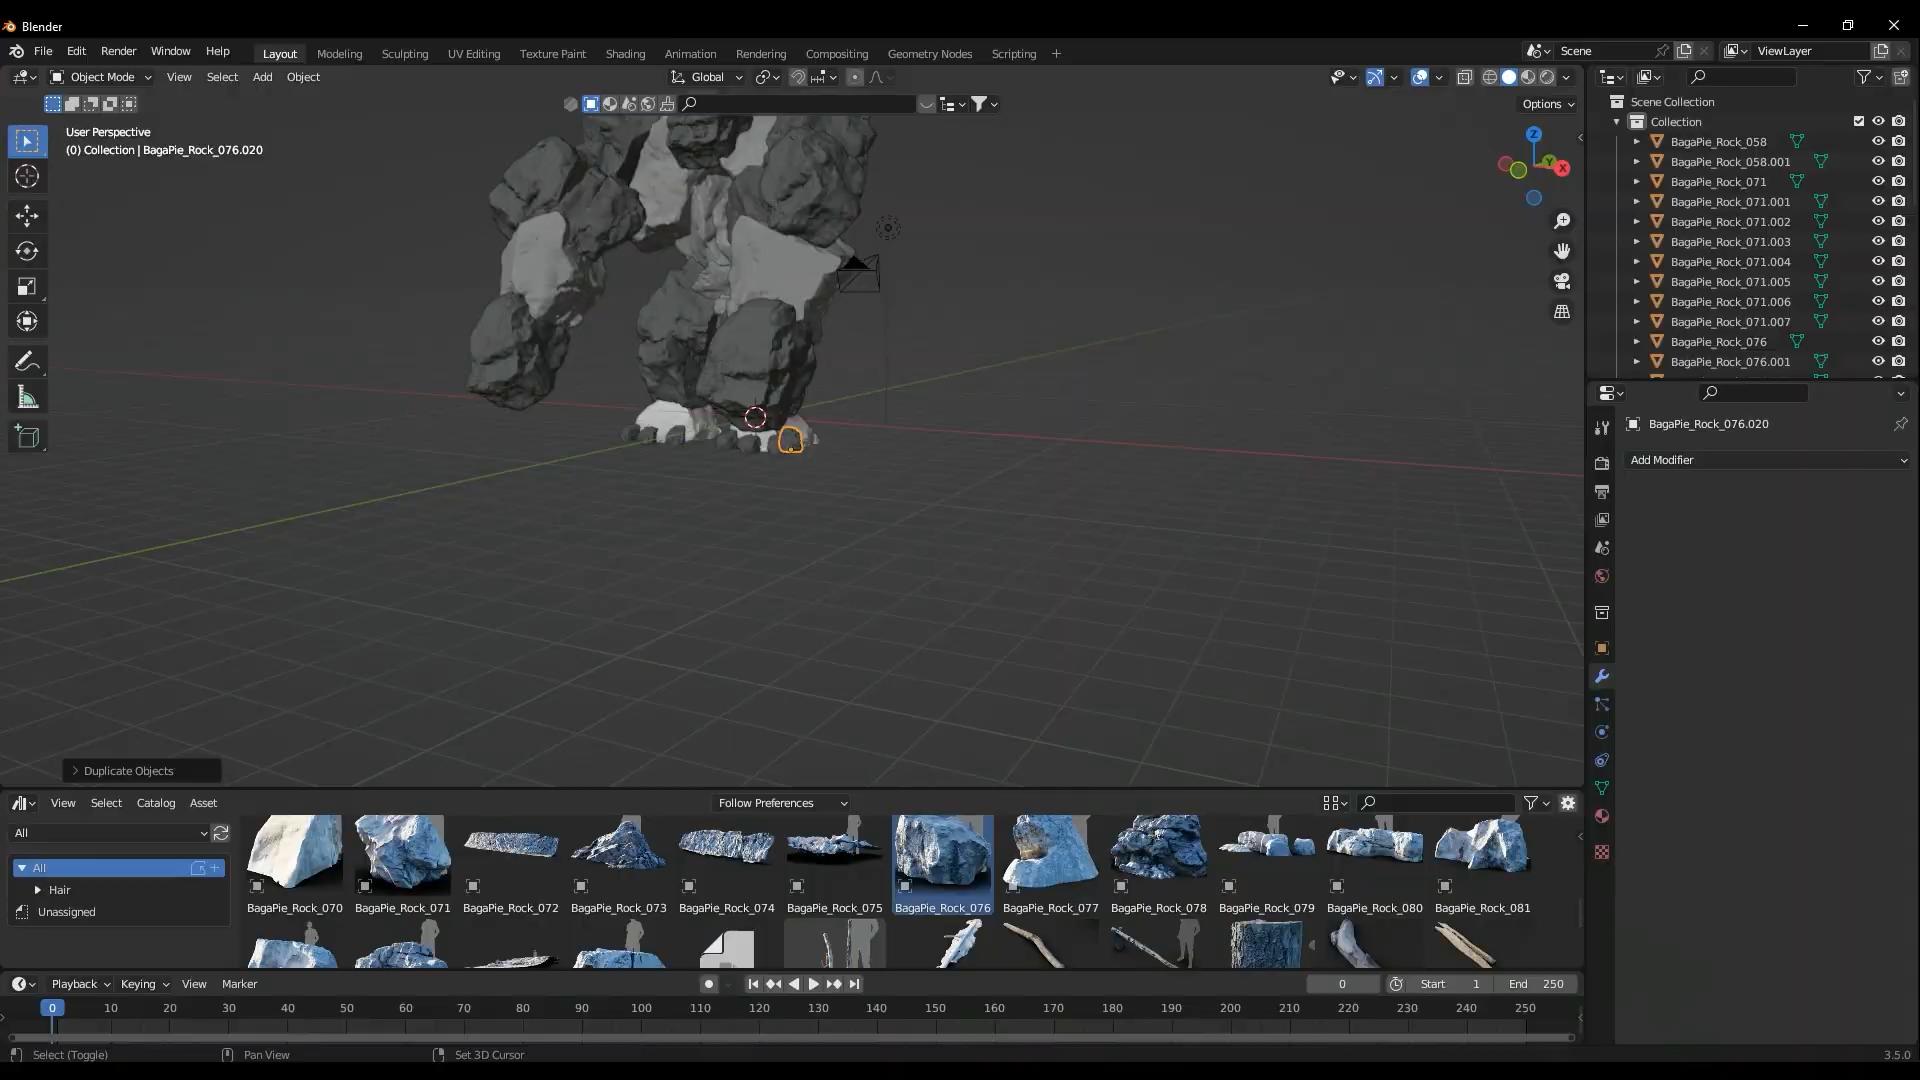 Blender
File Edit Render Window Help Layout Modeling Sculpting UV Editing Texture Paint Shading Animation Rendering Compositing Geometry Nodes Scripting + Scene ViewLayer
Object Mode View Select Add Object Global
Options
User Perspective
(0) Collection | BagaPie_Rock_076.020
Z
Y
X
Scene Collection
Collection
BagaPie_Rock_058
BagaPie_Rock_058.001
BagaPie_Rock_071
BagaPie_Rock_071.001
BagaPie_Rock_071.002
BagaPie_Rock_071.003
BagaPie_Rock_071.004
BagaPie_Rock_071.005
BagaPie_Rock_071.006
BagaPie_Rock_071.007
BagaPie_Rock_076
BagaPie_Rock_076.001
BagaPie_Rock_076.020
Add Modifier
Duplicate Objects
View Select Catalog Asset Follow Preferences
All
All
Hair
Unassigned
BagaPie_Rock_070 BagaPie_Rock_071 BagaPie_Rock_072 BagaPie_Rock_073 BagaPie_Rock_074 BagaPie_Rock_075 BagaPie_Rock_076 BagaPie_Rock_077 BagaPie_Rock_078 BagaPie_Rock_079 BagaPie_Rock_080 BagaPie_Rock_081
Playback Keying View Marker 0 Start 1 End 250
0 10 20 30 40 50 60 70 80 90 100 110 120 130 140 150 160 170 180 190 200 210 220 230 240 250
Select (Toggle) Pan View Set 3D Cursor 3.5.0